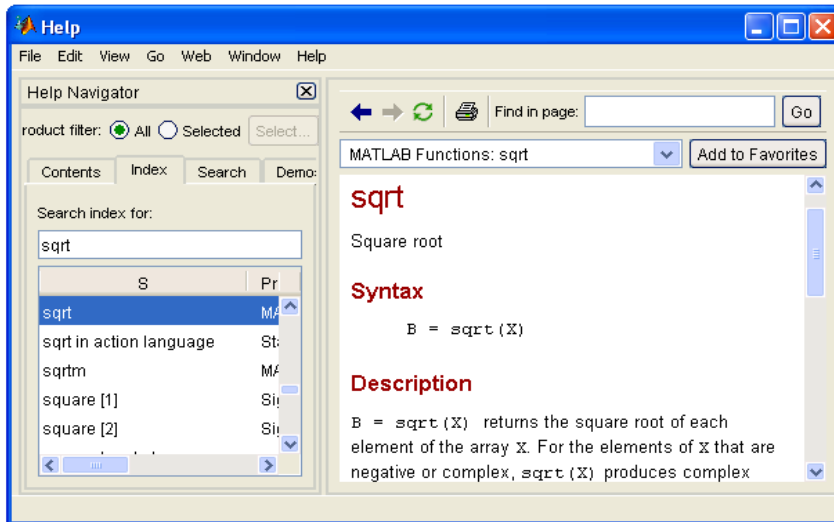 Help
File Edit View Go Web Window Help
Help Navigator
roduct filter: All Selected Select...
Contents Index Search Demo
Search index for:
sqrt
S Pr
sqrt MA
sqrt in action language Sta
sqrtm MA
square [1] Sig
square [2] Sig
Find in page: Go
MATLAB Functions: sqrt Add to Favorites
sqrt
Square root
Syntax
B = sqrt(X)
Description
B = sqrt(X) returns the square root of each
element of the array X. For the elements of X that are
negative or complex, sqrt(X) produces complex